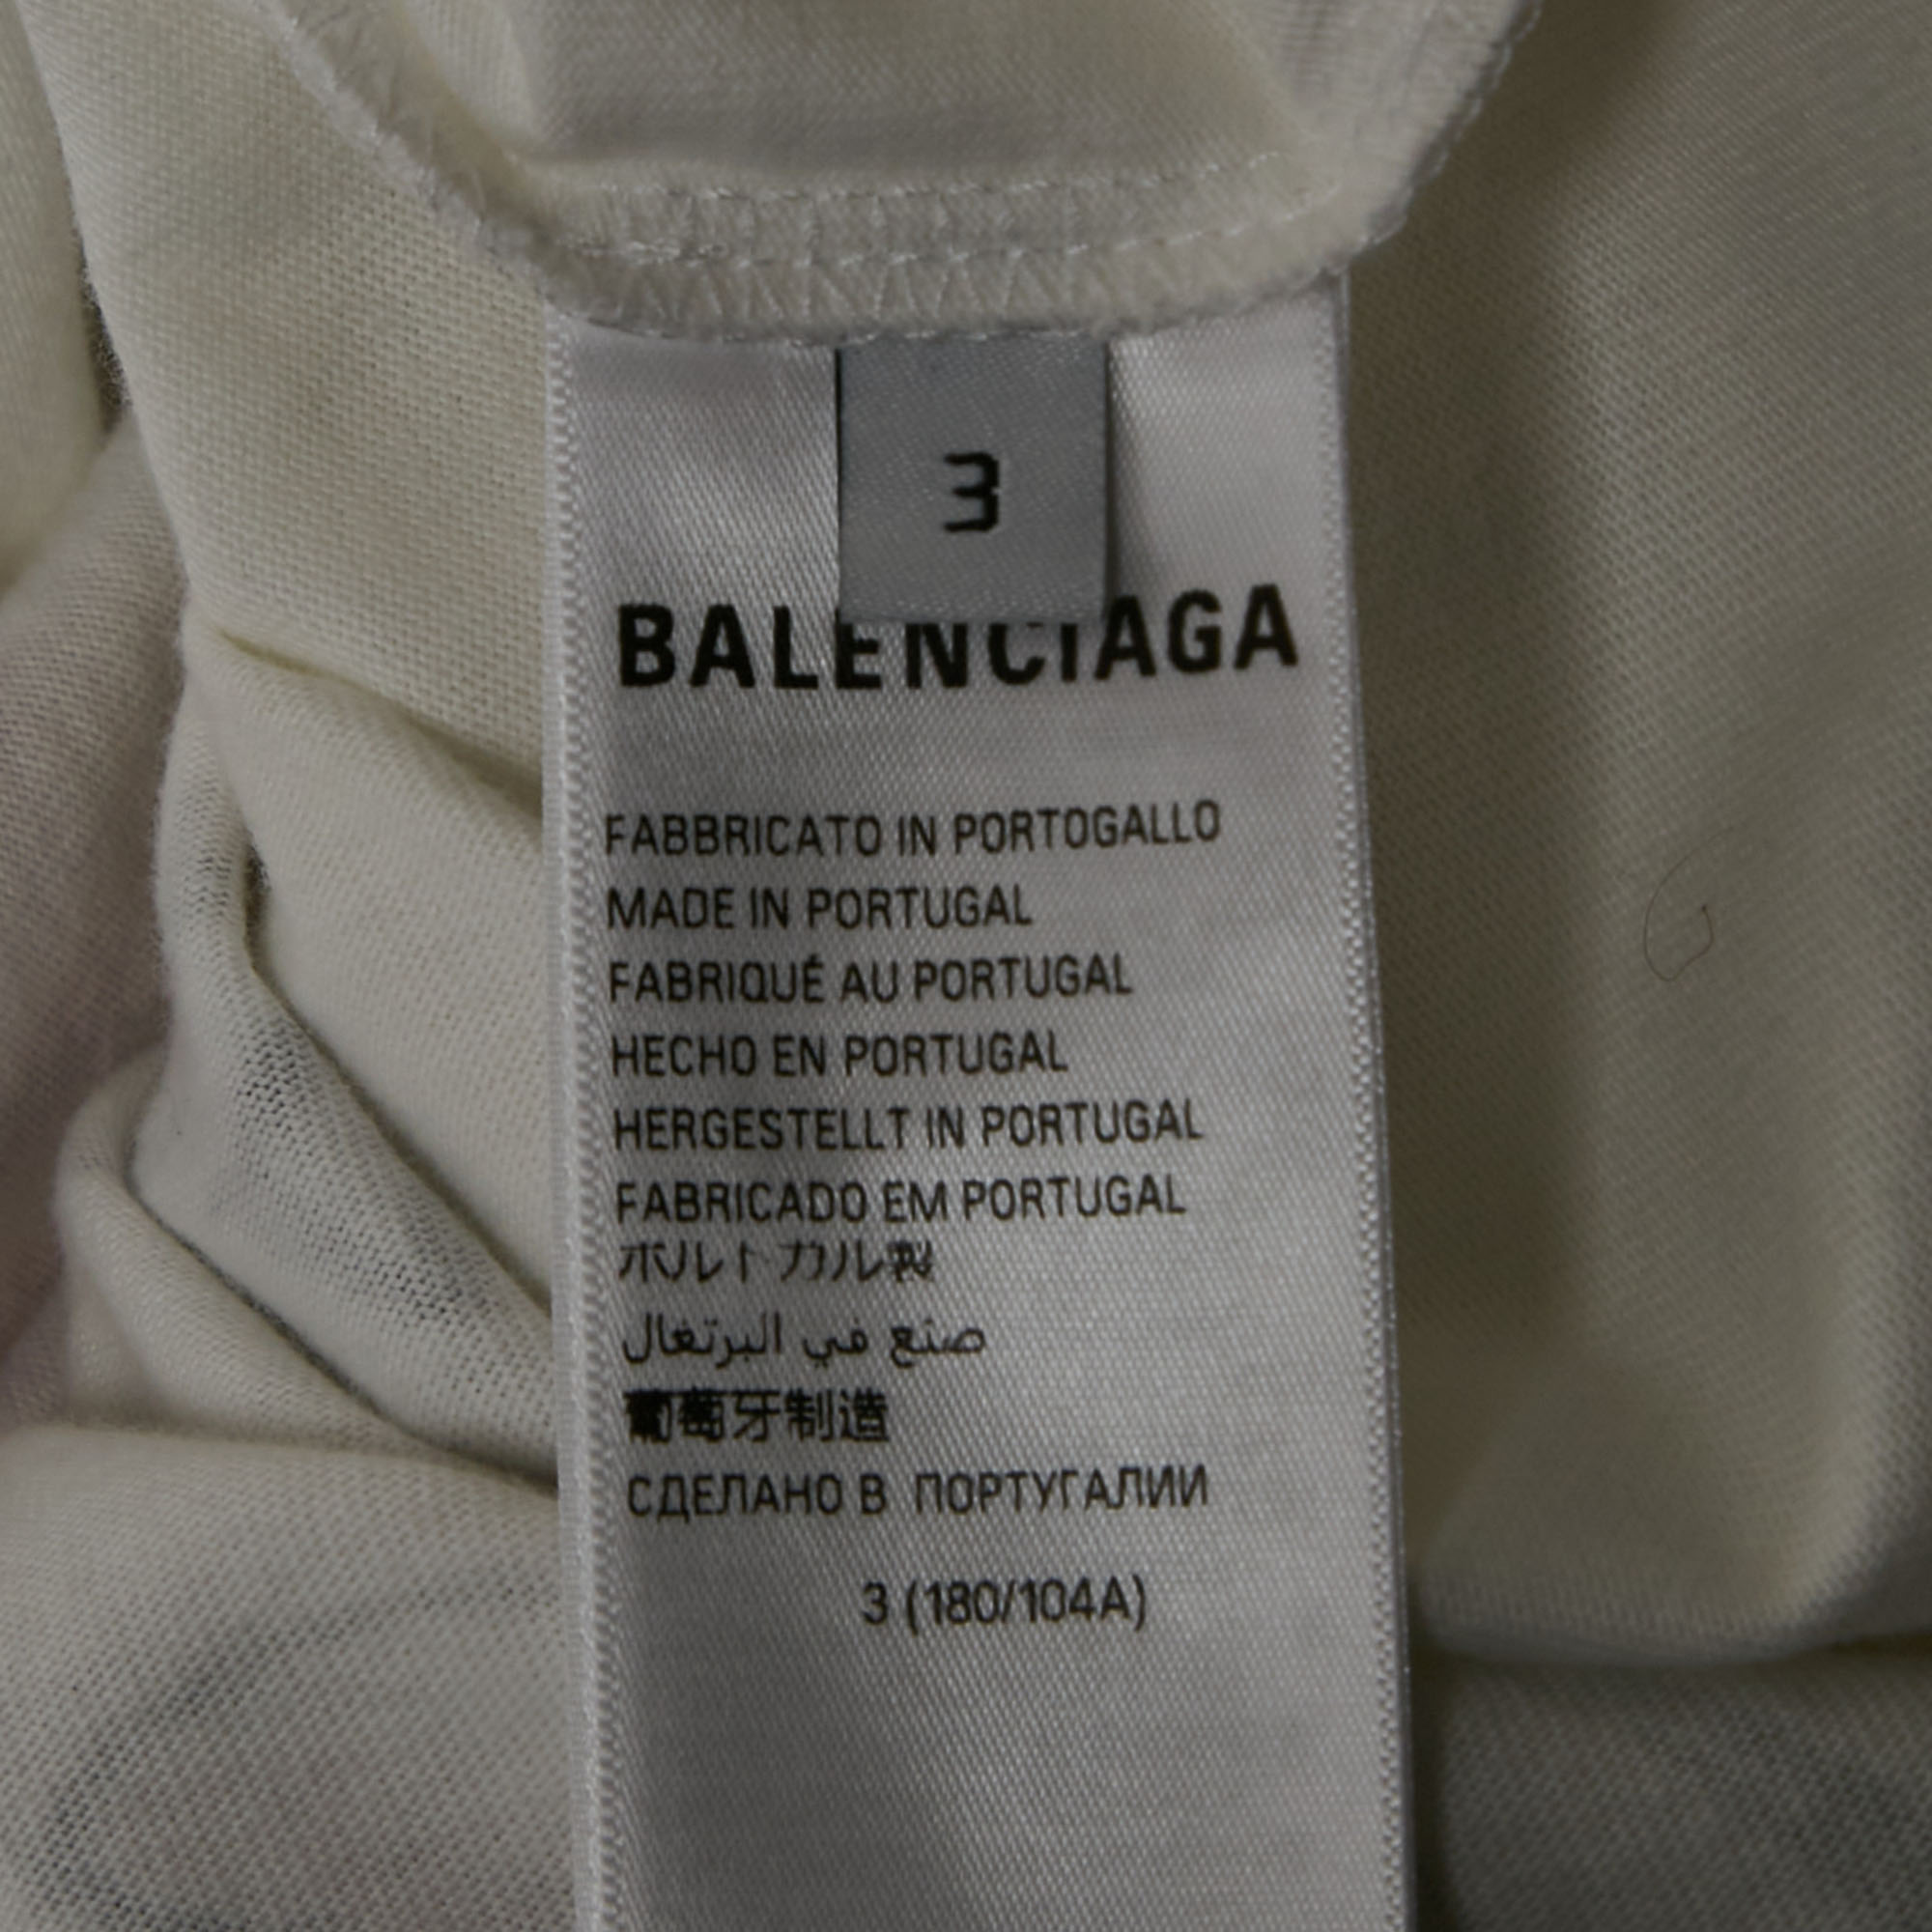 3
BALENCIAGA
FABBRICATO IN PORTOGALLO
MADE IN PORTUGAL
FABRIQUÉ AU PORTUGAL
HECHO EN PORTUGAL
HERGESTELLT IN PORTUGAL
FABRICADO EM PORTUGAL
ポルトガル製
صنع في البرتغال
葡萄牙制造
СДЕЛАНО В ПОРТУГАЛИИ
3 (180/104A)